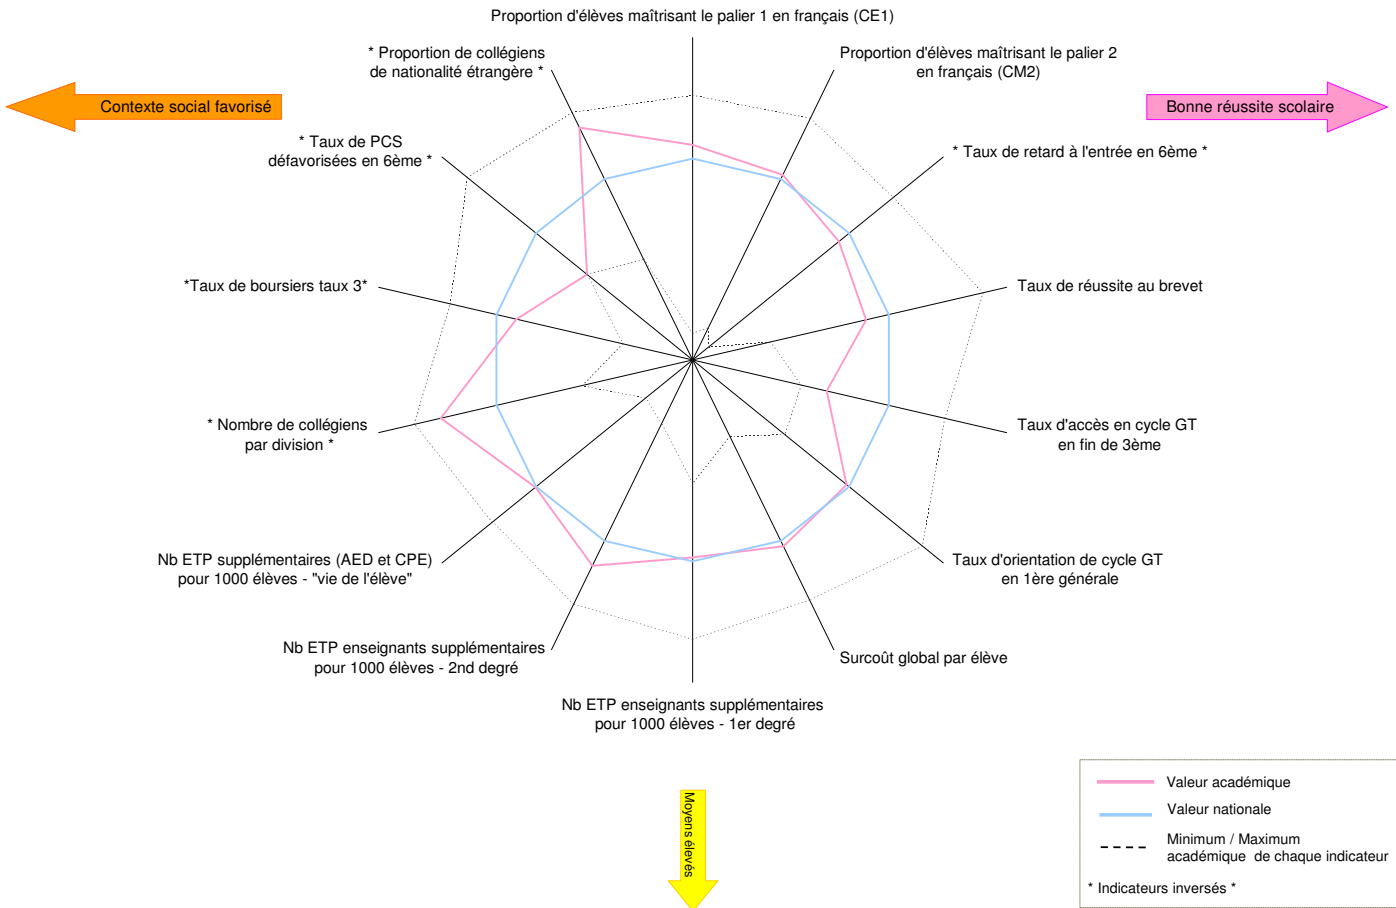 Proportion d'élèves maîtrisant le palier 1 en français (CE1)
* Proportion de collégiens
de nationalité étrangère *
Proportion d'élèves maîtrisant le palier 2
en français (CM2)
Contexte social favorisé
Bonne réussite scolaire
* Taux de PCS
défavorisées en 6ème *
* Taux de retard à l'entrée en 6ème *
*Taux de boursiers taux 3*
Taux de réussite au brevet
* Nombre de collégiens
par division *
Taux d'accès en cycle GT
en fin de 3ème
Nb ETP supplémentaires (AED et CPE)
pour 1000 élèves - "vie de l'élève"
Taux d'orientation de cycle GT
en 1ère générale
Nb ETP enseignants supplémentaires
pour 1000 élèves - 2nd degré
Surcoût global par élève
Nb ETP enseignants supplémentaires
pour 1000 élèves - 1er degré
Moyens élevés
Valeur académique
Valeur nationale
Minimum / Maximum
académique de chaque indicateur
* Indicateurs inversés *